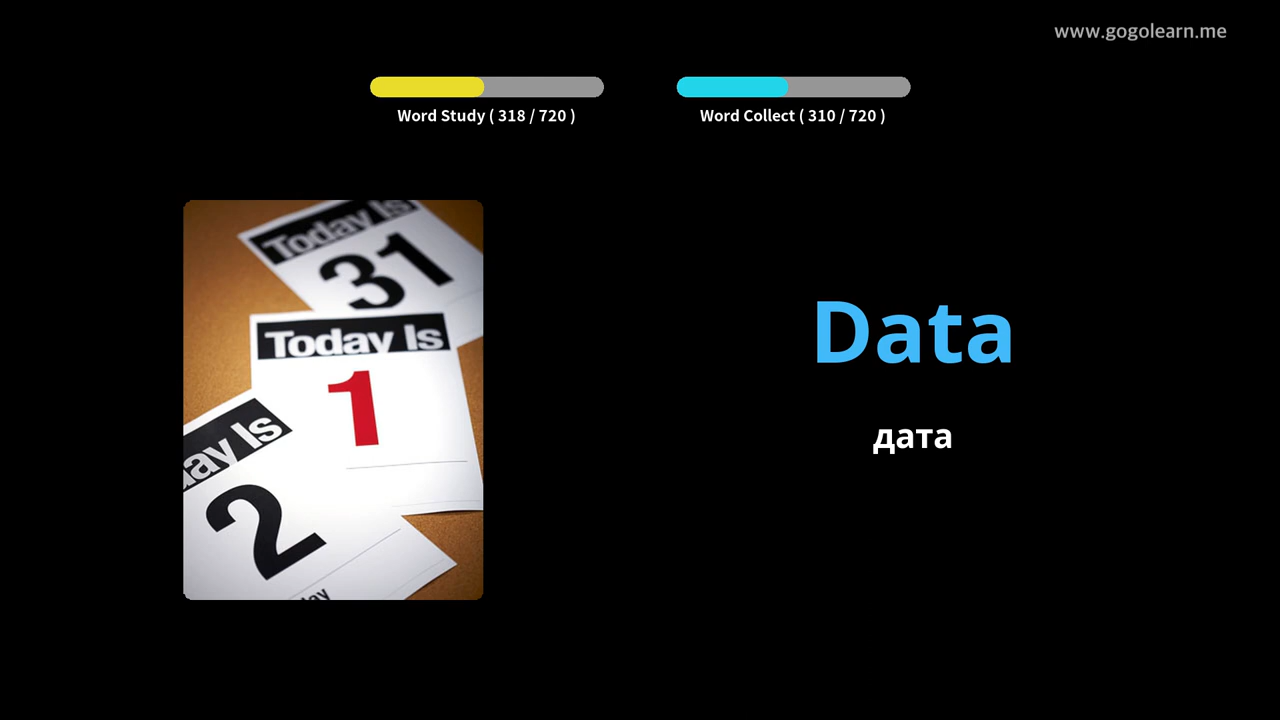 www.gogolearn.me
Word Study ( 318 / 720 )
Word Collect ( 310 / 720 )
Today Is
31
Today Is
1
day Is
2
Data
дата